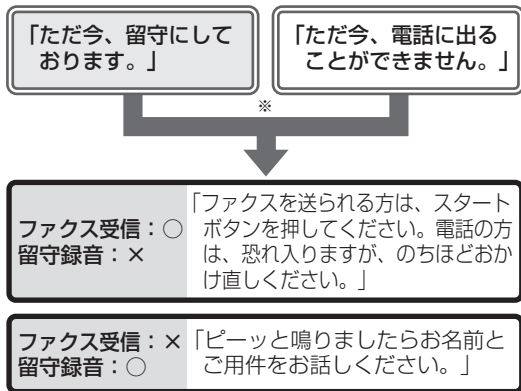 「ただ今、留守にして
おります。」
「ただ今、電話に出る
ことができません。」
※
ファクス受信：○
留守録音：×
「ファクスを送られる方は、スタート
ボタンを押してください。電話の方
は、恐れ入りますが、のちほどおか
け直しください。」
ファクス受信：×
留守録音：○
「ピーッと鳴りましたらお名前と
ご用件をお話しください。」